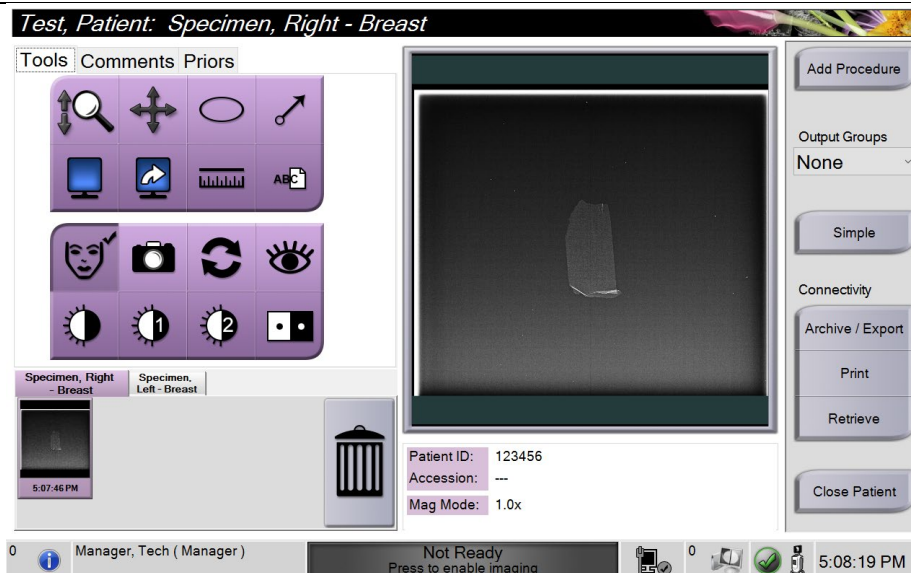 Test, Patient: Specimen, Right - Breast
Tools Comments Priors
ABC
1 2
Specimen, Right
- Breast
Specimen,
Left - Breast
5:07:46 PM
Patient ID: 123456
Accession: ---
Mag Mode: 1.0x
Add Procedure
Output Groups
None
Simple
Connectivity
Archive / Export
Print
Retrieve
Close Patient
0 Manager, Tech ( Manager )
Not Ready
Press to enable imaging
0
5:08:19 PM